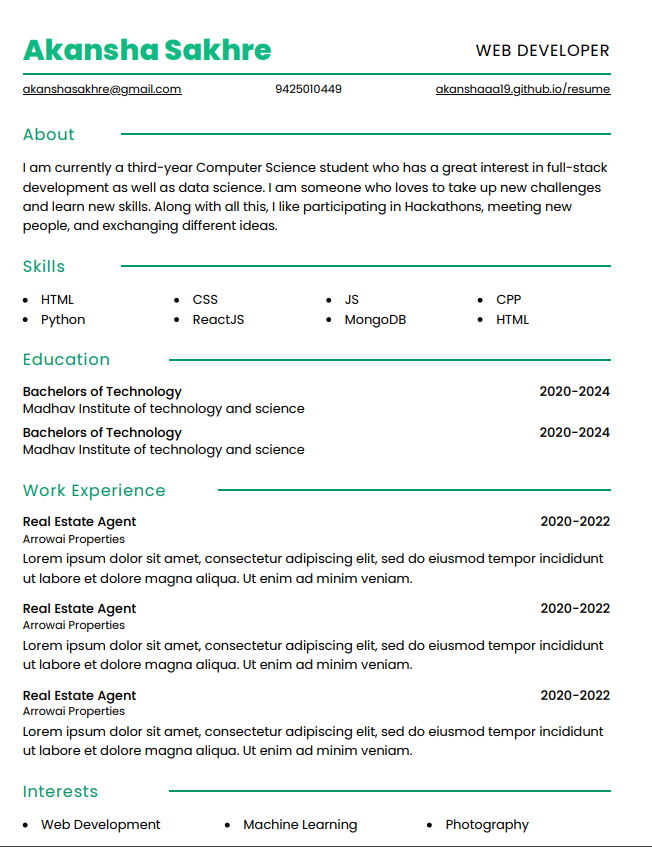 Akansha Sakhre WEB DEVELOPER
akanshasakhre@gmail.com 9425010449 akanshaaa19.github.io/resume
About
I am currently a third-year Computer Science student who has a great interest in full-stack
development as well as data science. I am someone who loves to take up new challenges
and learn new skills. Along with all this, I like participating in Hackathons, meeting new
people, and exchanging different ideas.
Skills
• HTML • CSS • JS • CPP
• Python • ReactJS • MongoDB • HTML
Education
Bachelors of Technology 2020-2024
Madhav Institute of technology and science
Bachelors of Technology 2020-2024
Madhav Institute of technology and science
Work Experience
Real Estate Agent 2020-2022
Arrowai Properties
Lorem ipsum dolor sit amet, consectetur adipiscing elit, sed do eiusmod tempor incididunt
ut labore et dolore magna aliqua. Ut enim ad minim veniam.
Real Estate Agent 2020-2022
Arrowai Properties
Lorem ipsum dolor sit amet, consectetur adipiscing elit, sed do eiusmod tempor incididunt
ut labore et dolore magna aliqua. Ut enim ad minim veniam.
Real Estate Agent 2020-2022
Arrowai Properties
Lorem ipsum dolor sit amet, consectetur adipiscing elit, sed do eiusmod tempor incididunt
ut labore et dolore magna aliqua. Ut enim ad minim veniam.
Interests
• Web Development • Machine Learning • Photography